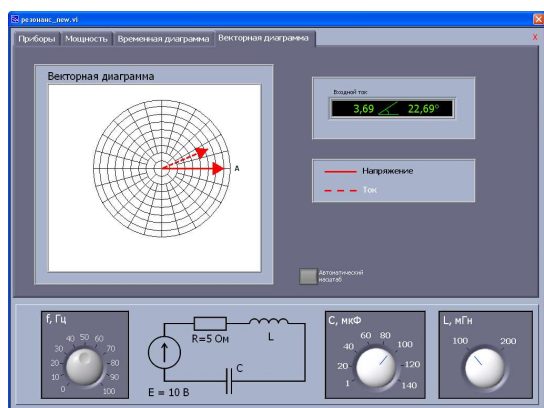 резонанс_new.vi
Приборы Мощность Временная диаграмма Векторная диаграмма X
Векторная диаграмма
A
Входной ток
3,69 22,69°
Напряжение
Ток
Автоматический
масштаб
f, Гц
0 10 20 30 40 50 60 70 80 90 100
R=5 Ом
L
C
E = 10 В
C, мкФ
1 20 40 60 80 100 120 140
L, мГн
100 200